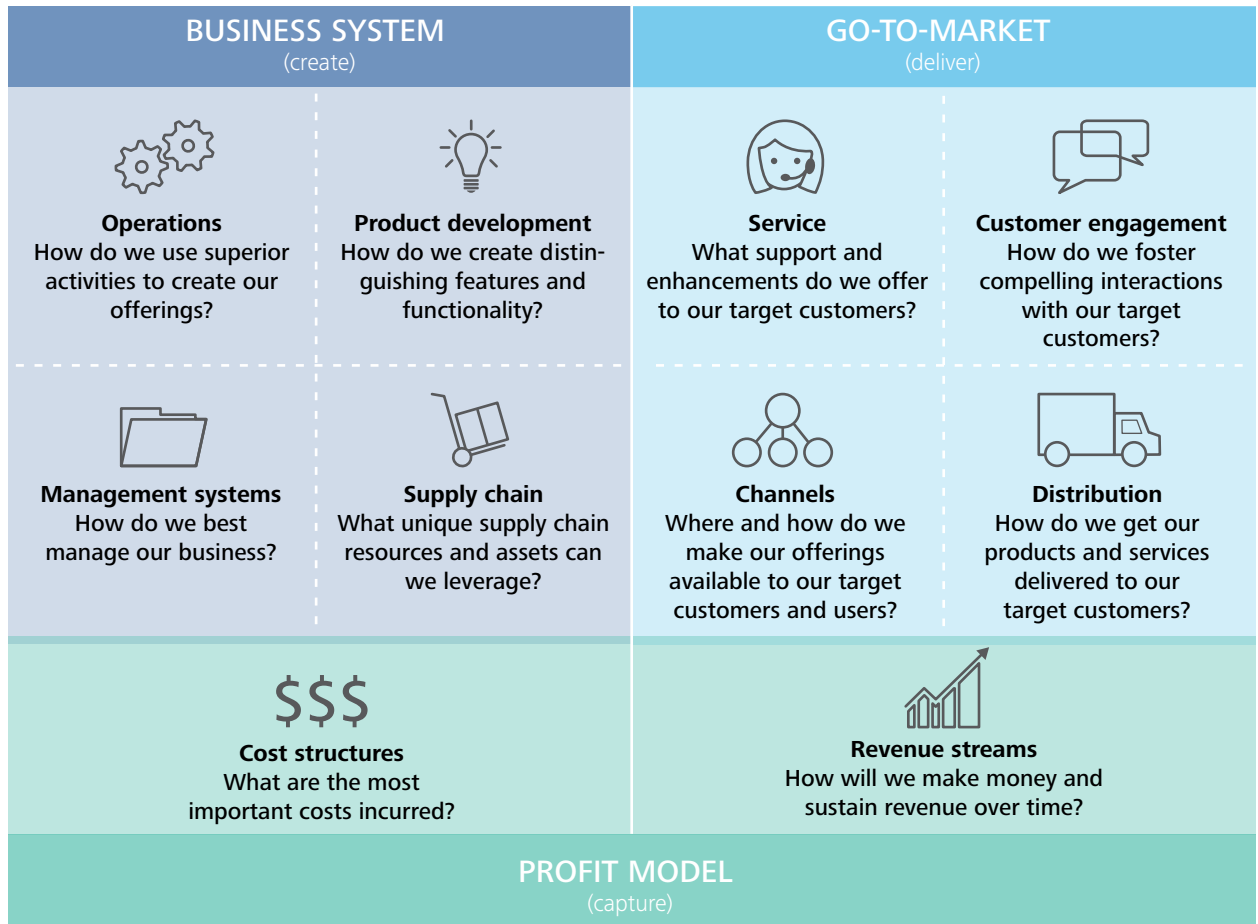 BUSINESS SYSTEM
(create)
GO-TO-MARKET
(deliver)
Operations
How do we use superior
activities to create our
offerings?
Product development
How do we create distin-
guishing features and
functionality?
Service
What support and
enhancements do we offer
to our target customers?
Customer engagement
How do we foster
compelling interactions
with our target
customers?
Management systems
How do we best
manage our business?
Supply chain
What unique supply chain
resources and assets can
we leverage?
Channels
Where and how do we
make our offerings
available to our target
customers and users?
Distribution
How do we get our
products and services
delivered to our
target customers?
$$$
Cost structures
What are the most
important costs incurred?
Revenue streams
How will we make money and
sustain revenue over time?
PROFIT MODEL
(capture)